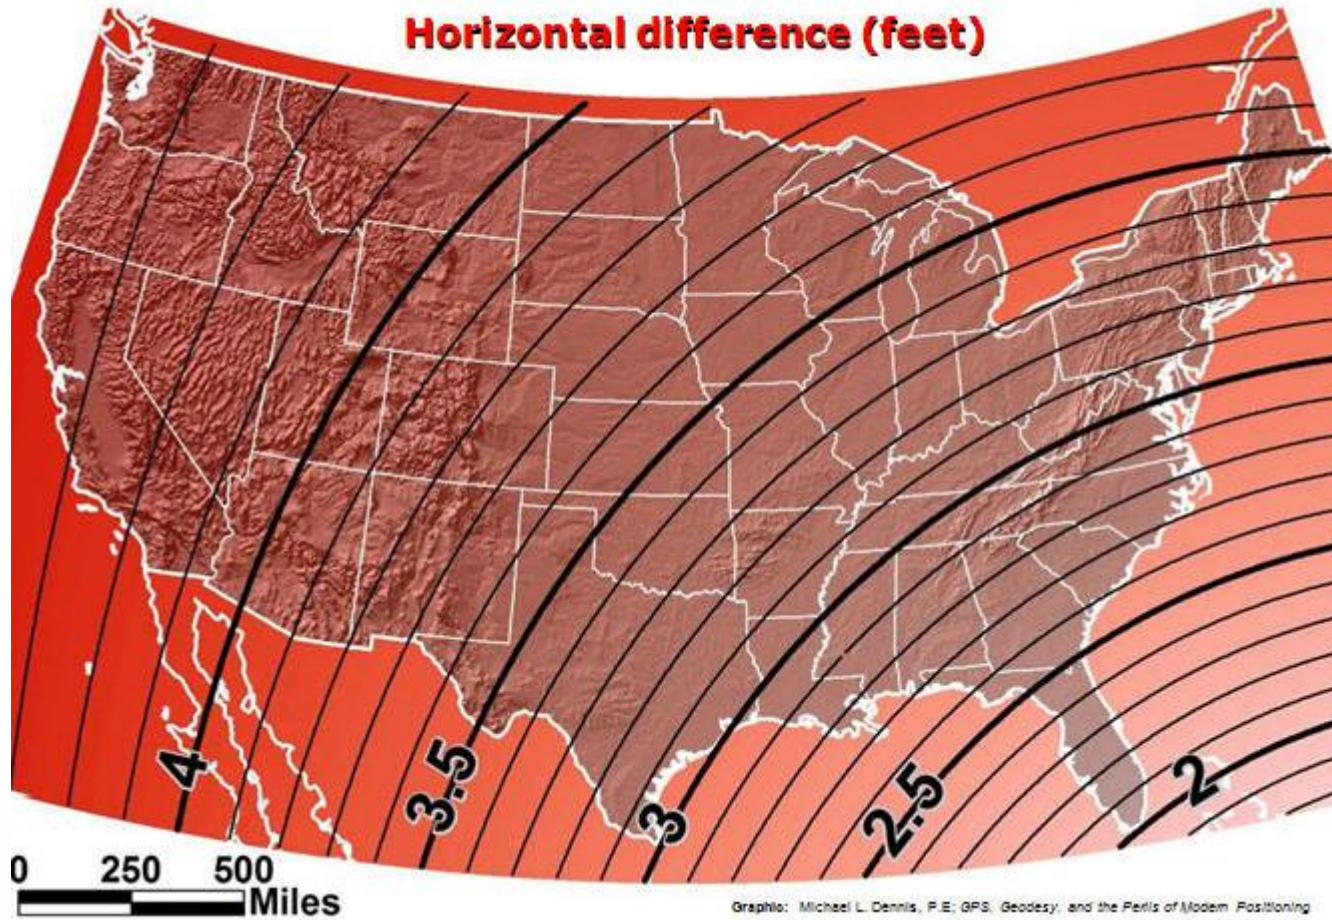 Horizontal difference (feet)
4
3.5
3
2.5
2
0 250 500
Miles
Graphic: Michael L. Dennis, P.E; GPS, Geodesy, and the Perils of Modern Positioning